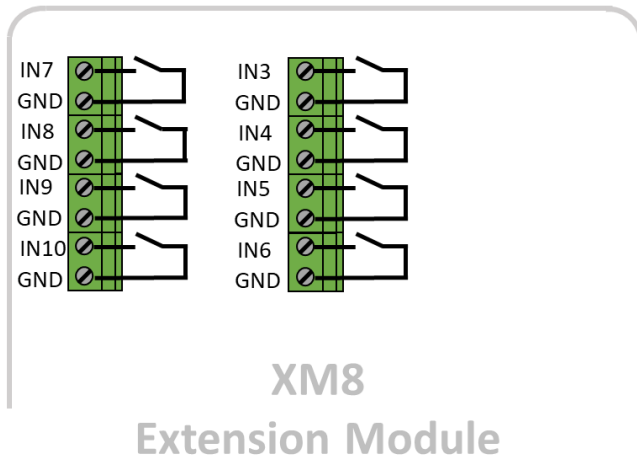 IN7
GND
IN8
GND
IN9
GND
IN10
GND
IN3
GND
IN4
GND
IN5
GND
IN6
GND
XM8
Extension Module